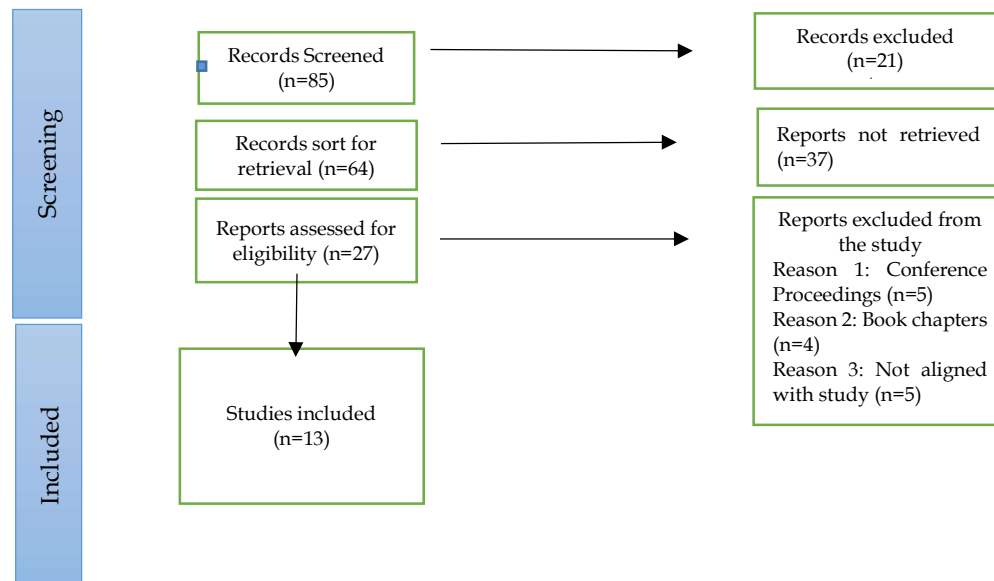 Screening
Records Screened
(n=85)
Records excluded
(n=21)
Records sort for
retrieval (n=64)
Reports not retrieved
(n=37)
Reports assessed for
eligibility (n=27)
Reports excluded from
the study
Reason 1: Conference
Proceedings (n=5)
Reason 2: Book chapters
(n=4)
Reason 3: Not aligned
with study (n=5)
Included
Studies included
(n=13)